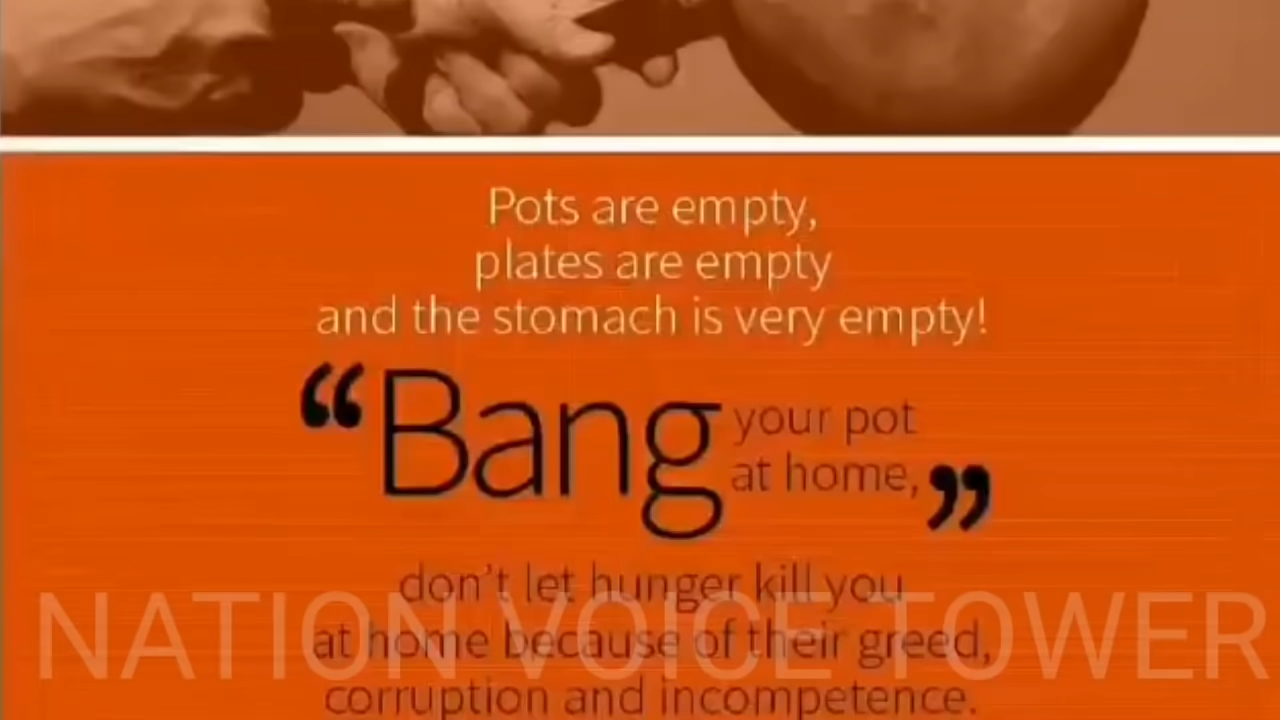 Pots are empty,
plates are empty
and the stomach is very empty!
“Bang your pot
at home,”
don’t let hunger kill you
at home because of their greed,
corruption and incompetence.
NATION VOICE TOWER